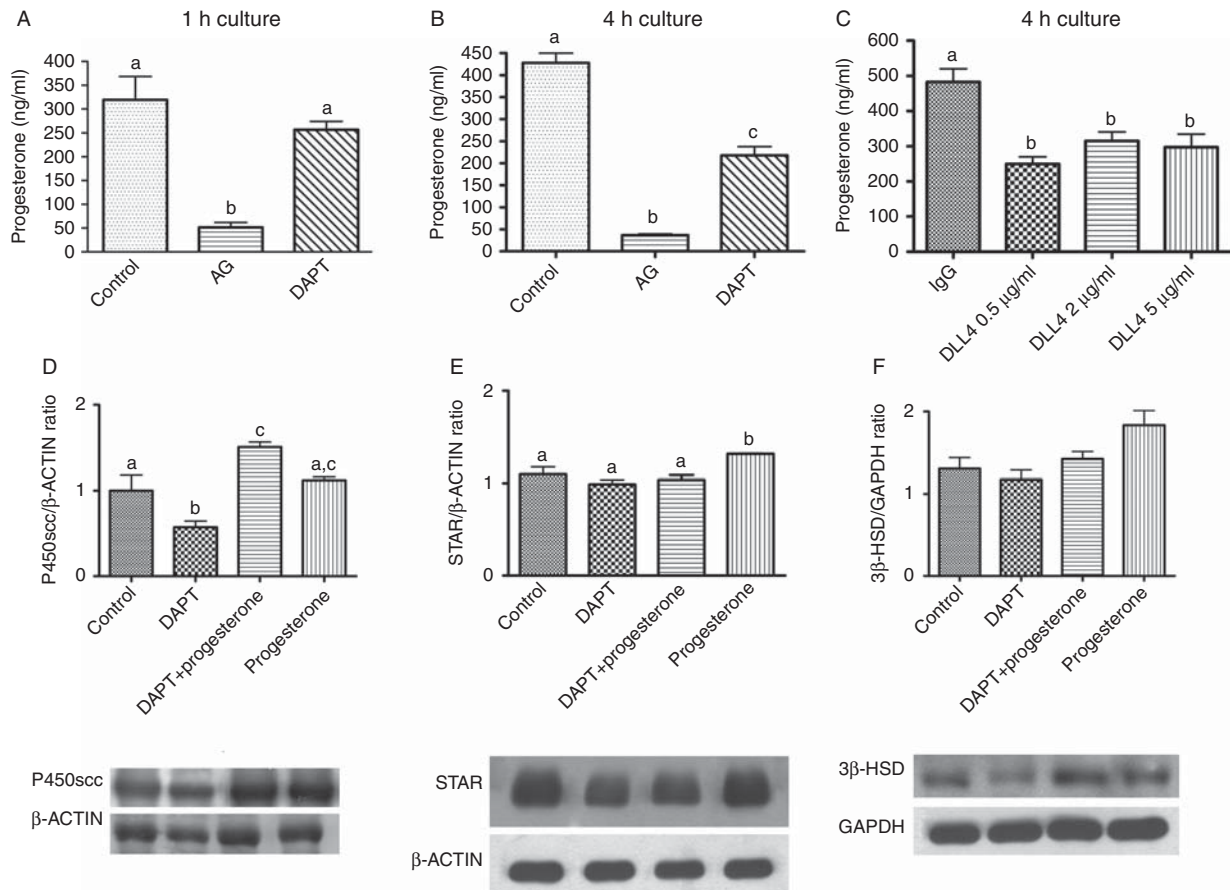 A
1 h culture
Progesterone (ng/ml)
400
350
300
250
200
150
100
50
0
a
b
a
Control
AG
DAPT
B
4 h culture
Progesterone (ng/ml)
450
400
350
300
250
200
150
100
50
0
a
b
c
Control
AG
DAPT
C
4 h culture
Progesterone (ng/ml)
600
500
400
300
200
100
0
a
b
b
b
IgG
DLL4 0.5 µg/ml
DLL4 2 µg/ml
DLL4 5 µg/ml
D
P450scc/β-ACTIN ratio
2
1
0
a
b
c
a,c
Control
DAPT
DAPT+progesterone
Progesterone
E
STAR/β-ACTIN ratio
2
1
0
a
a
a
b
Control
DAPT
DAPT+progesterone
Progesterone
F
3β-HSD/GAPDH ratio
2
1
0
Control
DAPT
DAPT+progesterone
Progesterone
P450scc
β-ACTIN
STAR
β-ACTIN
3β-HSD
GAPDH